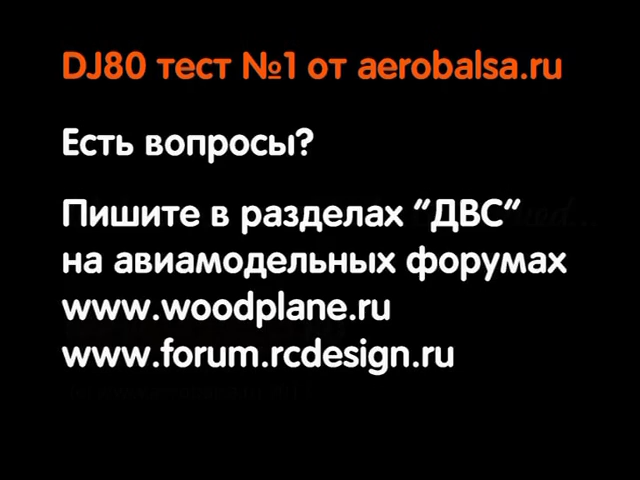 DJ80 тест №1 от aerobalsa.ru
Есть вопросы?
Пишите в разделах "ДВС"
на авиамодельных форумах
www.woodplane.ru
www.forum.rcdesign.ru